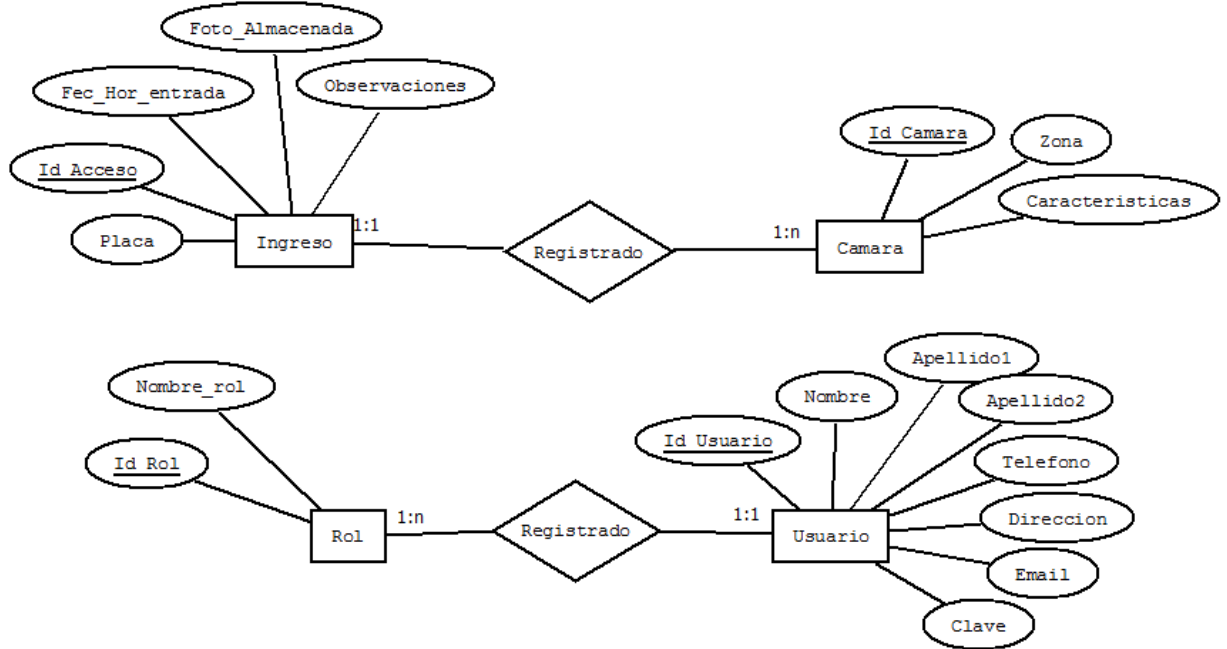 Foto_Almacenada
Fec_Hor_entrada
Observaciones
Id Acceso
Placa
Ingreso
1:1
Registrado
1:n
Camara
Id Camara
Zona
Caracteristicas
Nombre_rol
Id Rol
Rol
1:n
Registrado
1:1
Usuario
Id Usuario
Nombre
Apellido1
Apellido2
Telefono
Direccion
Email
Clave